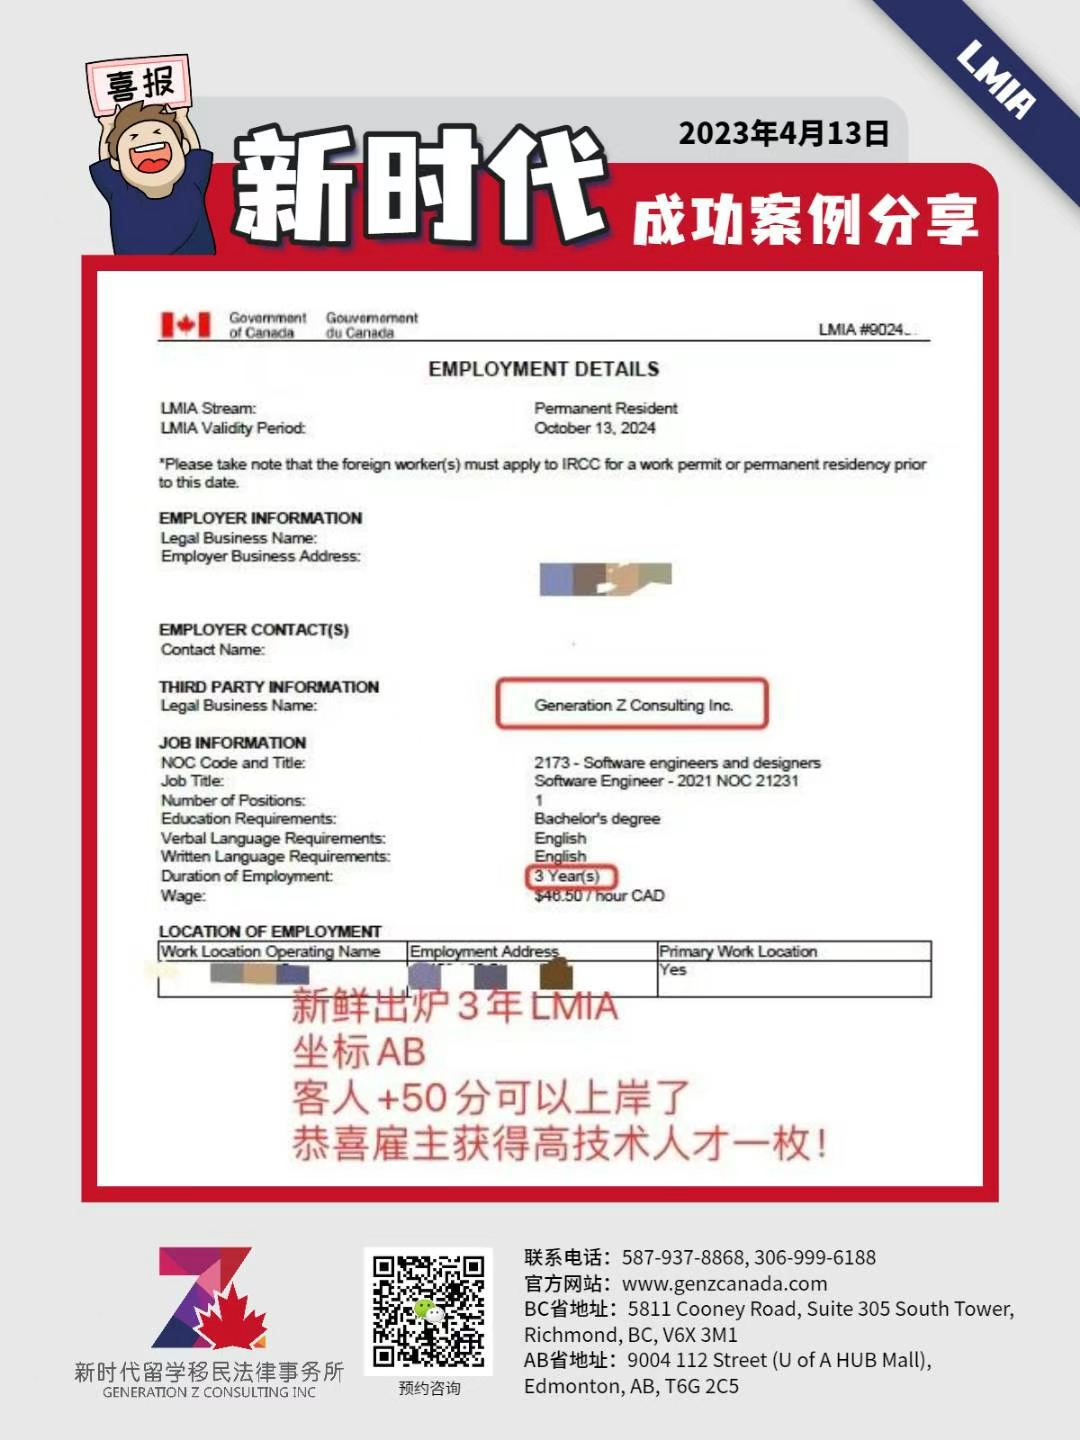 LMIA
喜报
2023年4月13日
新时代
成功案例分享
Government of Canada
Gouvernement du Canada
LMIA #9024
EMPLOYMENT DETAILS
LMIA Stream: Permanent Resident
LMIA Validity Period: October 13, 2024
*Please take note that the foreign worker(s) must apply to IRCC for a work permit or permanent residency prior
to this date.
EMPLOYER INFORMATION
Legal Business Name:
Employer Business Address:
EMPLOYER CONTACT(S)
Contact Name:
THIRD PARTY INFORMATION
Legal Business Name: Generation Z Consulting Inc.
JOB INFORMATION
NOC Code and Title: 2173 - Software engineers and designers
Job Title: Software Engineer - 2021 NOC 21231
Number of Positions: 1
Education Requirements: Bachelor's degree
Verbal Language Requirements: English
Written Language Requirements: English
Duration of Employment: 3 Year(s)
Wage: $46.50 / hour CAD
LOCATION OF EMPLOYMENT
Work Location Operating Name Employment Address Primary Work Location
Yes
新鲜出炉3年LMIA
坐标AB
客人+50分可以上岸了
恭喜雇主获得高技术人才一枚!
新时代留学移民法律事务所
GENERATION Z CONSULTING INC
预约咨询
联系电话：587-937-8868, 306-999-6188
官方网站：www.genzcanada.com
BC省地址：5811 Cooney Road, Suite 305 South Tower,
Richmond, BC, V6X 3M1
AB省地址：9004 112 Street (U of A HUB Mall),
Edmonton, AB, T6G 2C5